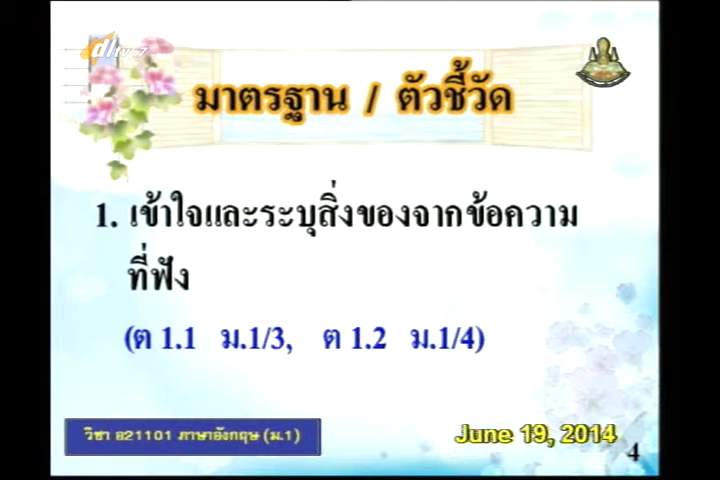 dltv 7
มาตรฐาน / ตัวชี้วัด
1. เข้าใจและระบุสิ่งของจากข้อความ
ที่ฟัง
(ต 1.1 ม.1/3, ต 1.2 ม.1/4)
วิชา อ21101 ภาษาอังกฤษ (ม.1)
June 19, 2014
4